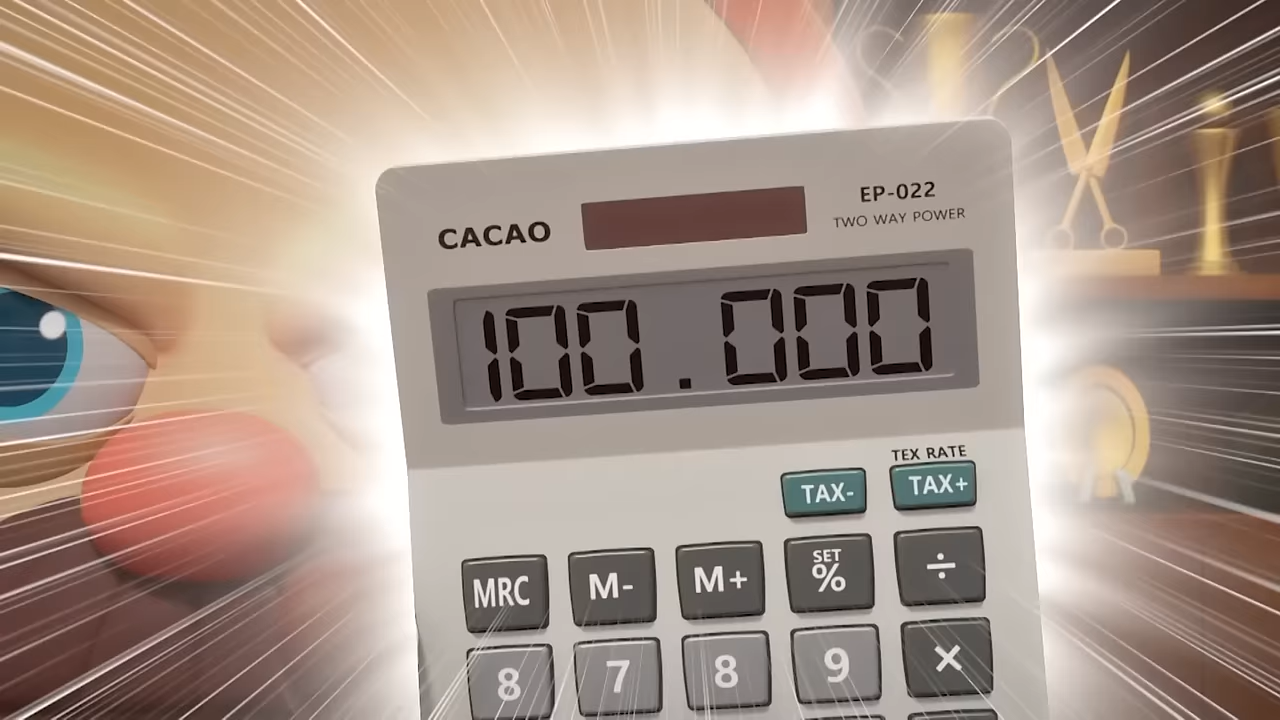 CACAO
EP-022
TWO WAY POWER
100.000
TEX RATE
TAX-
TAX+
MRC
M-
M+
SET
%
÷
8
7
8
9
×